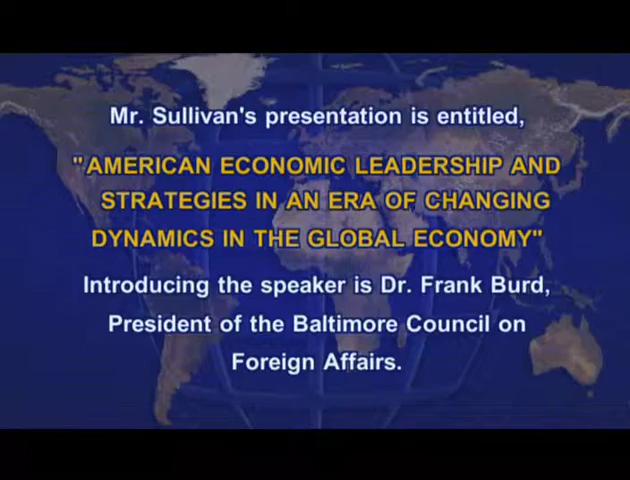 Mr. Sullivan's presentation is entitled,
"AMERICAN ECONOMIC LEADERSHIP AND
STRATEGIES IN AN ERA OF CHANGING
DYNAMICS IN THE GLOBAL ECONOMY"
Introducing the speaker is Dr. Frank Burd,
President of the Baltimore Council on
Foreign Affairs.